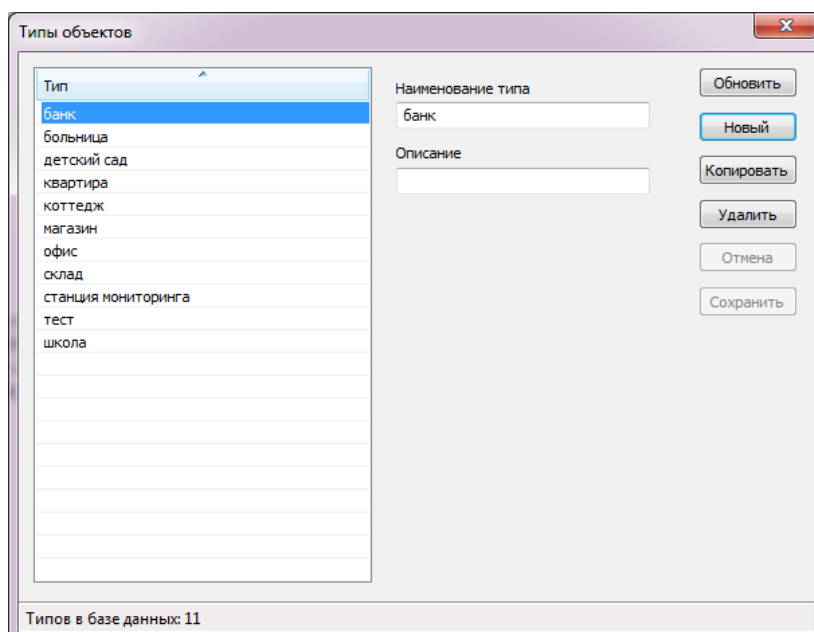 Типы объектов
Тип
банк
больница
детский сад
квартира
коттедж
магазин
офис
склад
станция мониторинга
тест
школа
Наименование типа
банк
Описание
Обновить
Новый
Копировать
Удалить
Отмена
Сохранить
Типов в базе данных: 11